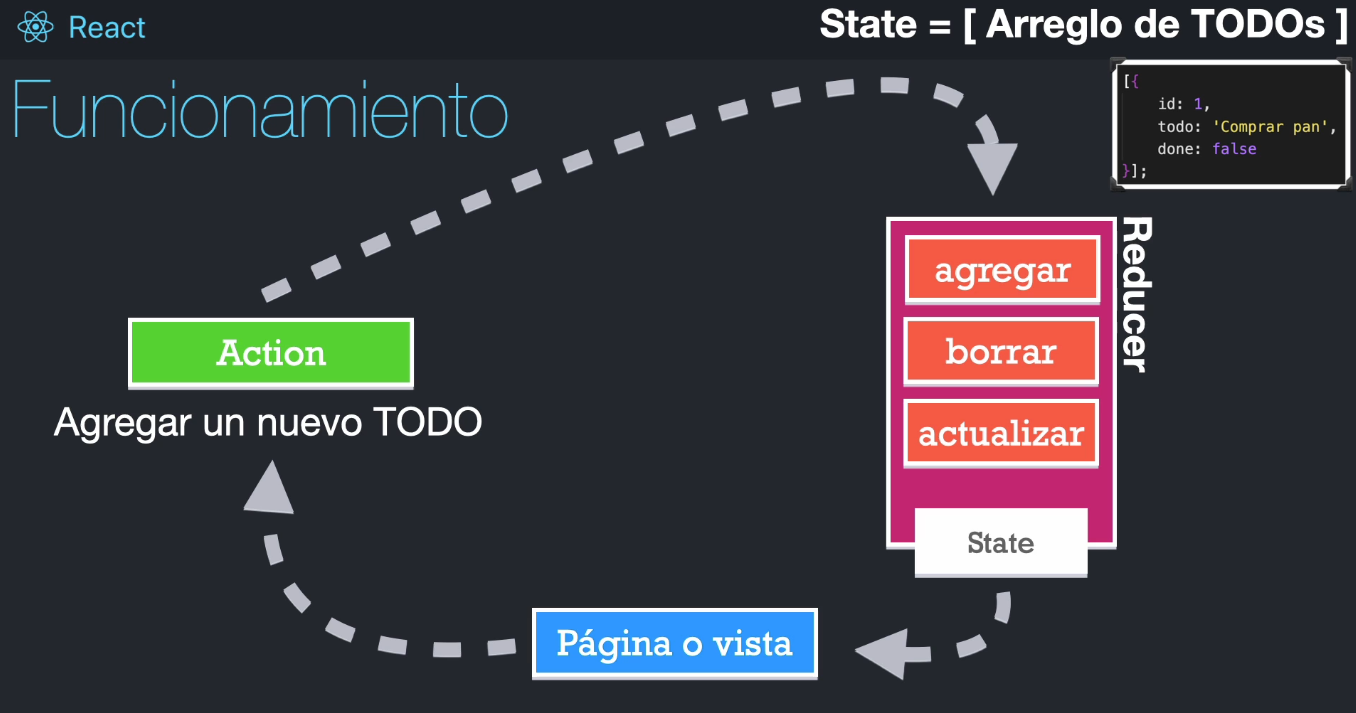 React
State = [ Arreglo de TODOs ]
Funcionamiento
[{
id: 1,
todo: 'Comprar pan',
done: false
}];
Reducer
agregar
borrar
actualizar
State
Action
Agregar un nuevo TODO
Página o vista